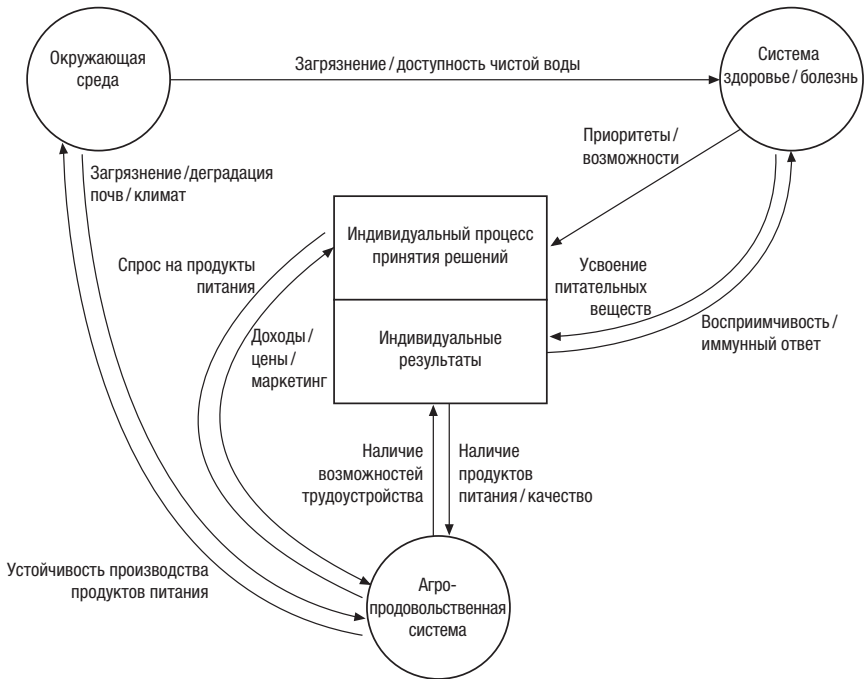 Окружающая
среда
Загрязнение / доступность чистой воды
Система
здоровье / болезнь
Приоритеты /
возможности
Загрязнение / деградация
почв / климат
Индивидуальный процесс
принятия решений
Спрос на продукты
питания
Усвоение
питательных
веществ
Доходы /
цены /
маркетинг
Индивидуальные
результаты
Восприимчивость /
иммунный ответ
Наличие
возможностей
трудоустройства
Наличие
продуктов
питания / качество
Устойчивость производства
продуктов питания
Агро-
продовольственная
система